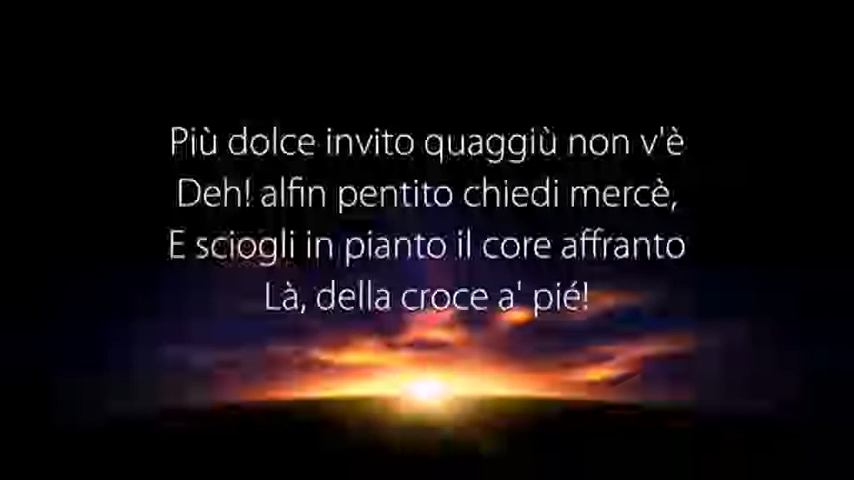 Più dolce invito quaggiù non v'è
Deh! alfin pentito chiedi mercè,
E sciogli in pianto il core affranto
Là, della croce a' pié!